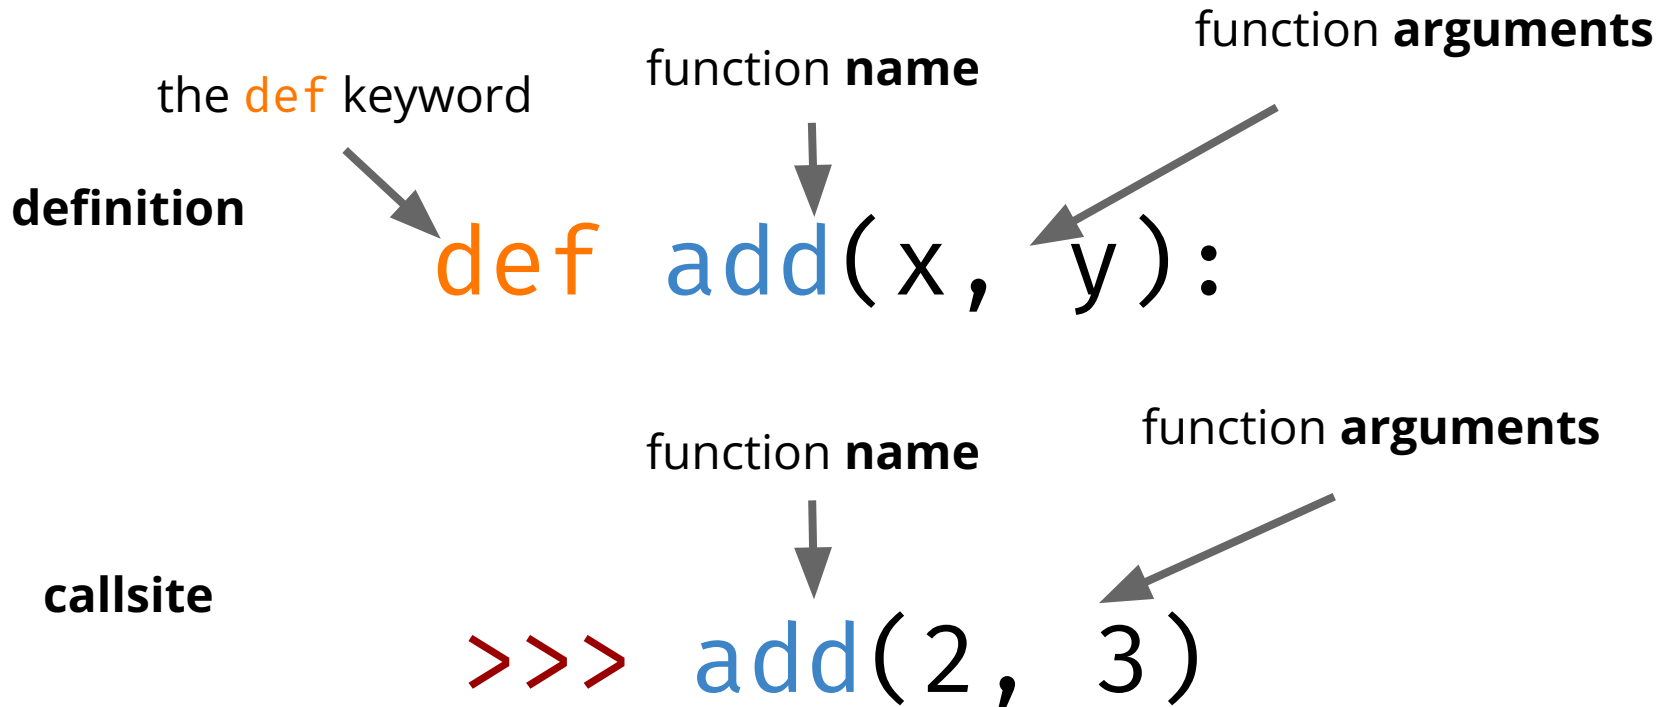 function arguments
function name
the def keyword
definition
def add(x, y):
function arguments
function name
callsite
>>> add(2, 3)